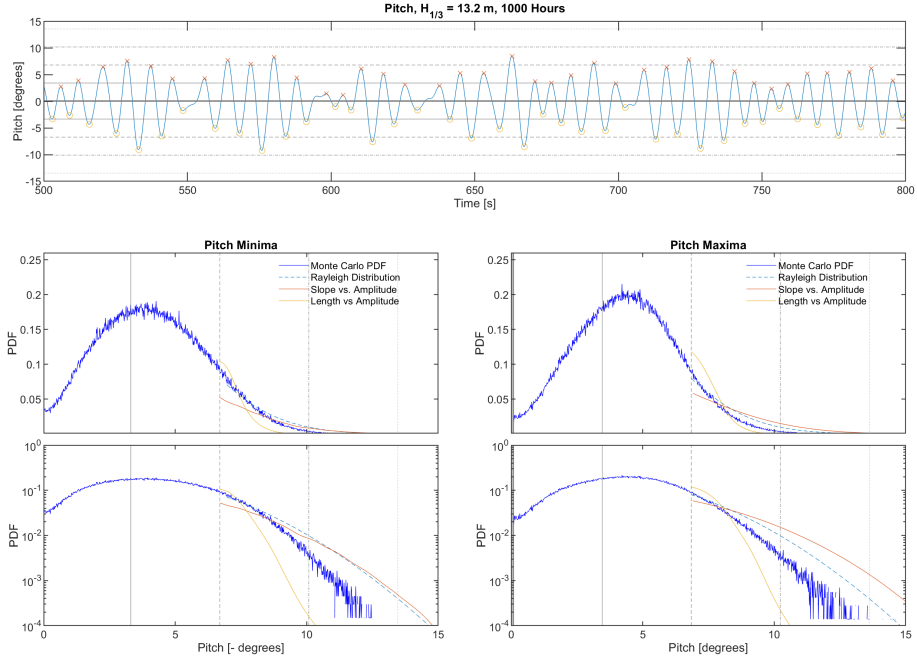 Pitch, H1/3 = 13.2 m, 1000 Hours
15
10
5
0
-5
-10
-15
Pitch [degrees]
500 550 600 650 700 750 800
Time [s]
Pitch Minima
0.25
0.2
0.15
0.1
0.05
PDF
Monte Carlo PDF
Rayleigh Distribution
Slope vs. Amplitude
Length vs Amplitude
Pitch Maxima
0.25
0.2
0.15
0.1
0.05
PDF
Monte Carlo PDF
Rayleigh Distribution
Slope vs. Amplitude
Length vs Amplitude
10^0
10^-1
10^-2
10^-3
10^-4
PDF
0 5 10 15
Pitch [- degrees]
10^0
10^-1
10^-2
10^-3
10^-4
PDF
0 5 10 15
Pitch [degrees]